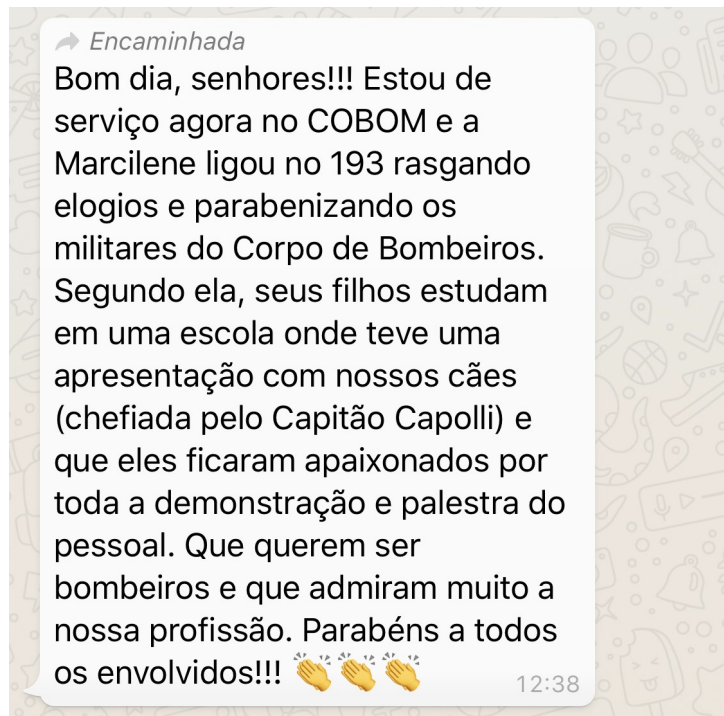 Encaminhada
Bom dia, senhores!!! Estou de
serviço agora no COBOM e a
Marcilene ligou no 193 rasgando
elogios e parabenizando os
militares do Corpo de Bombeiros.
Segundo ela, seus filhos estudam
em uma escola onde teve uma
apresentação com nossos cães
(chefiada pelo Capitão Capolli) e
que eles ficaram apaixonados por
toda a demonstração e palestra do
pessoal. Que querem ser
bombeiros e que admiram muito a
nossa profissão. Parabéns a todos
os envolvidos!!! 👏👏👏
12:38